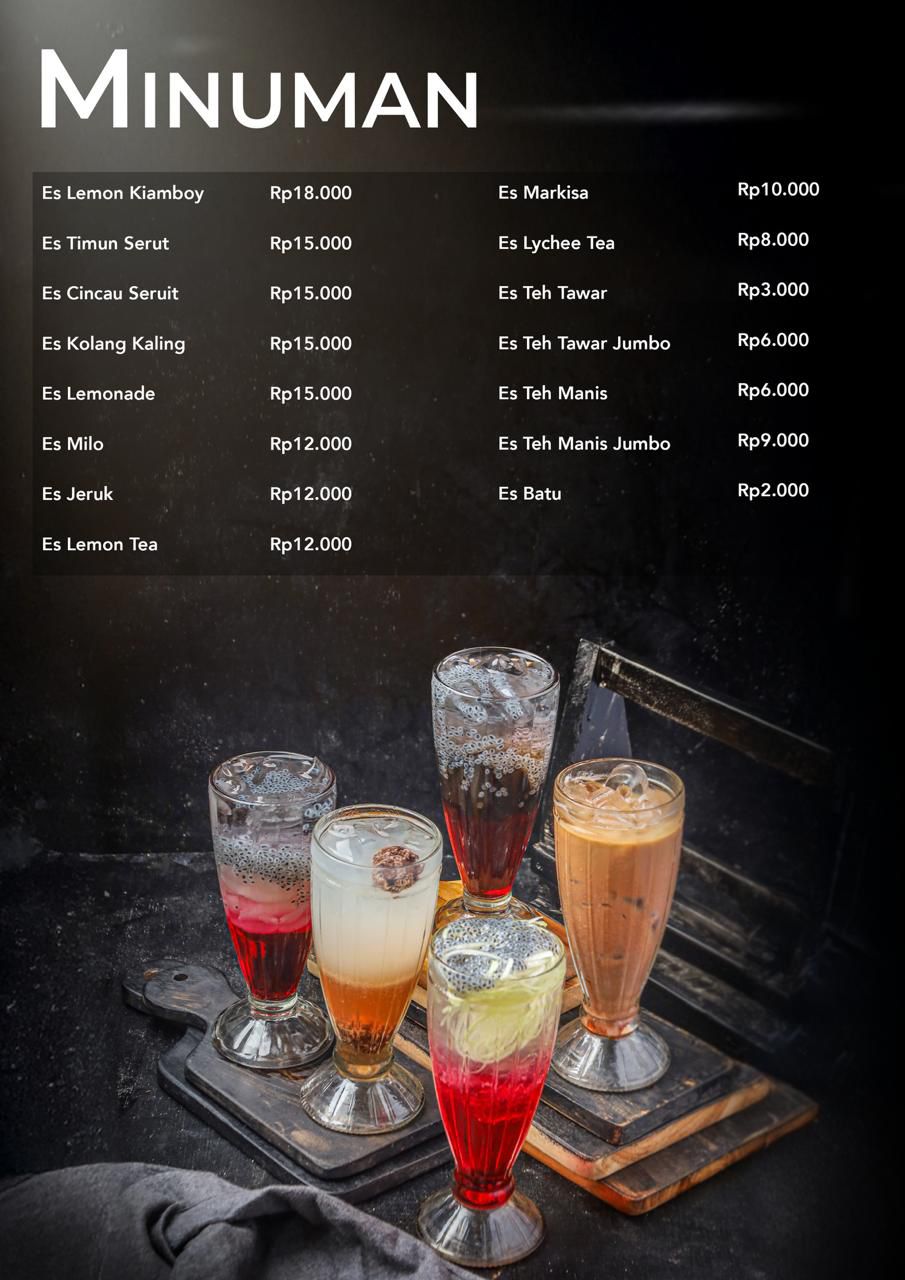 MINUMAN
Es Lemon Kiamboy Rp18.000
Es Timun Serut Rp15.000
Es Cincau Seruit Rp15.000
Es Kolang Kaling Rp15.000
Es Lemonade Rp15.000
Es Milo Rp12.000
Es Jeruk Rp12.000
Es Lemon Tea Rp12.000
Es Markisa Rp10.000
Es Lychee Tea Rp8.000
Es Teh Tawar Rp3.000
Es Teh Tawar Jumbo Rp6.000
Es Teh Manis Rp6.000
Es Teh Manis Jumbo Rp9.000
Es Batu Rp2.000